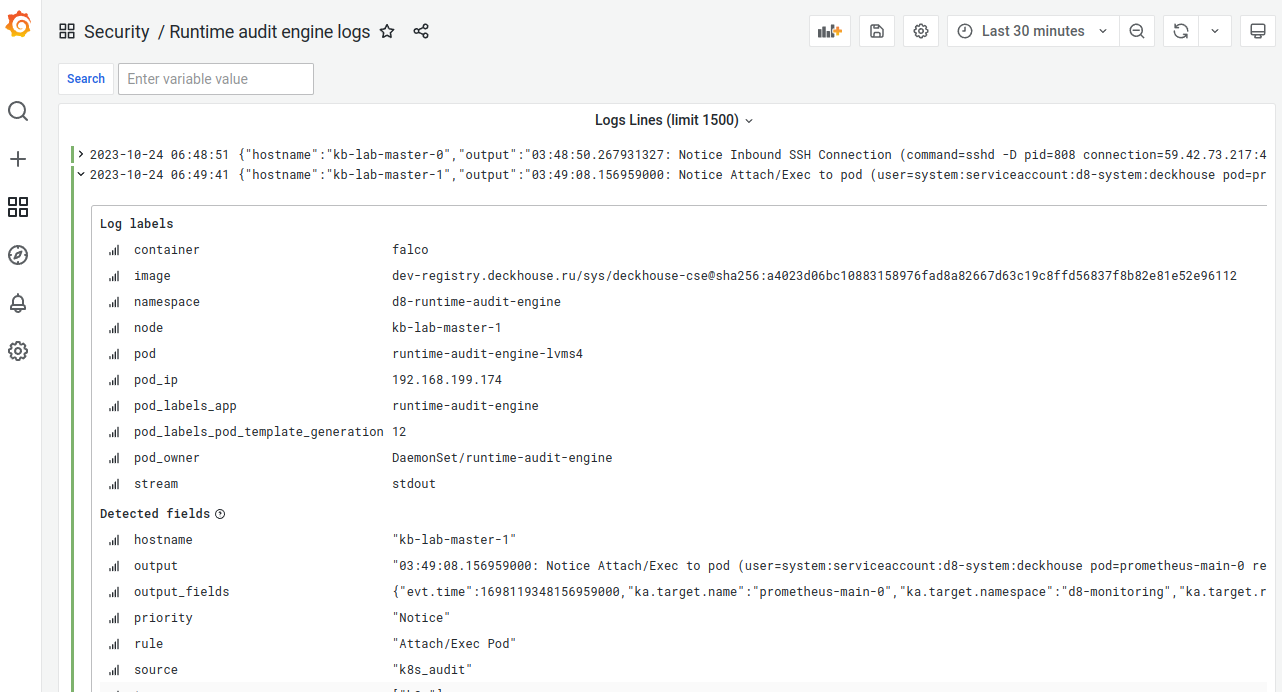 Security / Runtime audit engine logs
Last 30 minutes
Search
Enter variable value
Logs Lines (limit 1500)
2023-10-24 06:48:51 {"hostname":"kb-lab-master-0","output":"03:48:50.267931327: Notice Inbound SSH Connection (command=sshd -D pid=808 connection=59.42.73.217:4
2023-10-24 06:49:41 {"hostname":"kb-lab-master-1","output":"03:49:08.156959000: Notice Attach/Exec to pod (user=system:serviceaccount:d8-system:deckhouse pod=pr
Log labels
container falco
image dev-registry.deckhouse.ru/sys/deckhouse-cse@sha256:a4023d06bc10883158976fad8a82667d63c19c8ffd56837f8b82e81e52e96112
namespace d8-runtime-audit-engine
node kb-lab-master-1
pod runtime-audit-engine-lvms4
pod_ip 192.168.199.174
pod_labels_app runtime-audit-engine
pod_labels_pod_template_generation 12
pod_owner DaemonSet/runtime-audit-engine
stream stdout
Detected fields
hostname "kb-lab-master-1"
output "03:49:08.156959000: Notice Attach/Exec to pod (user=system:serviceaccount:d8-system:deckhouse pod=prometheus-main-0 re
output_fields {"evt.time":1698119348156959000,"ka.target.name":"prometheus-main-0","ka.target.namespace":"d8-monitoring","ka.target.r
priority "Notice"
rule "Attach/Exec Pod"
source "k8s_audit"